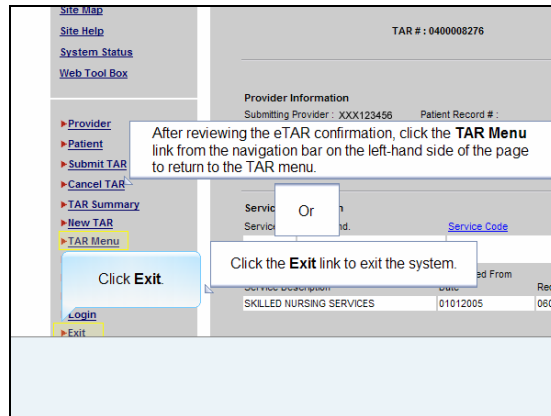 Site Map
Site Help
System Status
Web Tool Box
TAR # : 0400008276
Provider Information
Submitting Provider : XXX123456 Patient Record # :
►Provider
►Patient
►Submit TAR
►Cancel TAR
►TAR Summary
►New TAR
►TAR Menu
After reviewing the eTAR confirmation, click the TAR Menu
link from the navigation bar on the left-hand side of the page
to return to the TAR menu.
Or
nd.
Service Code
Click the Exit link to exit the system.
Click Exit.
Login
►Exit
From
Service Description Date
SKILLED NURSING SERVICES 01012005